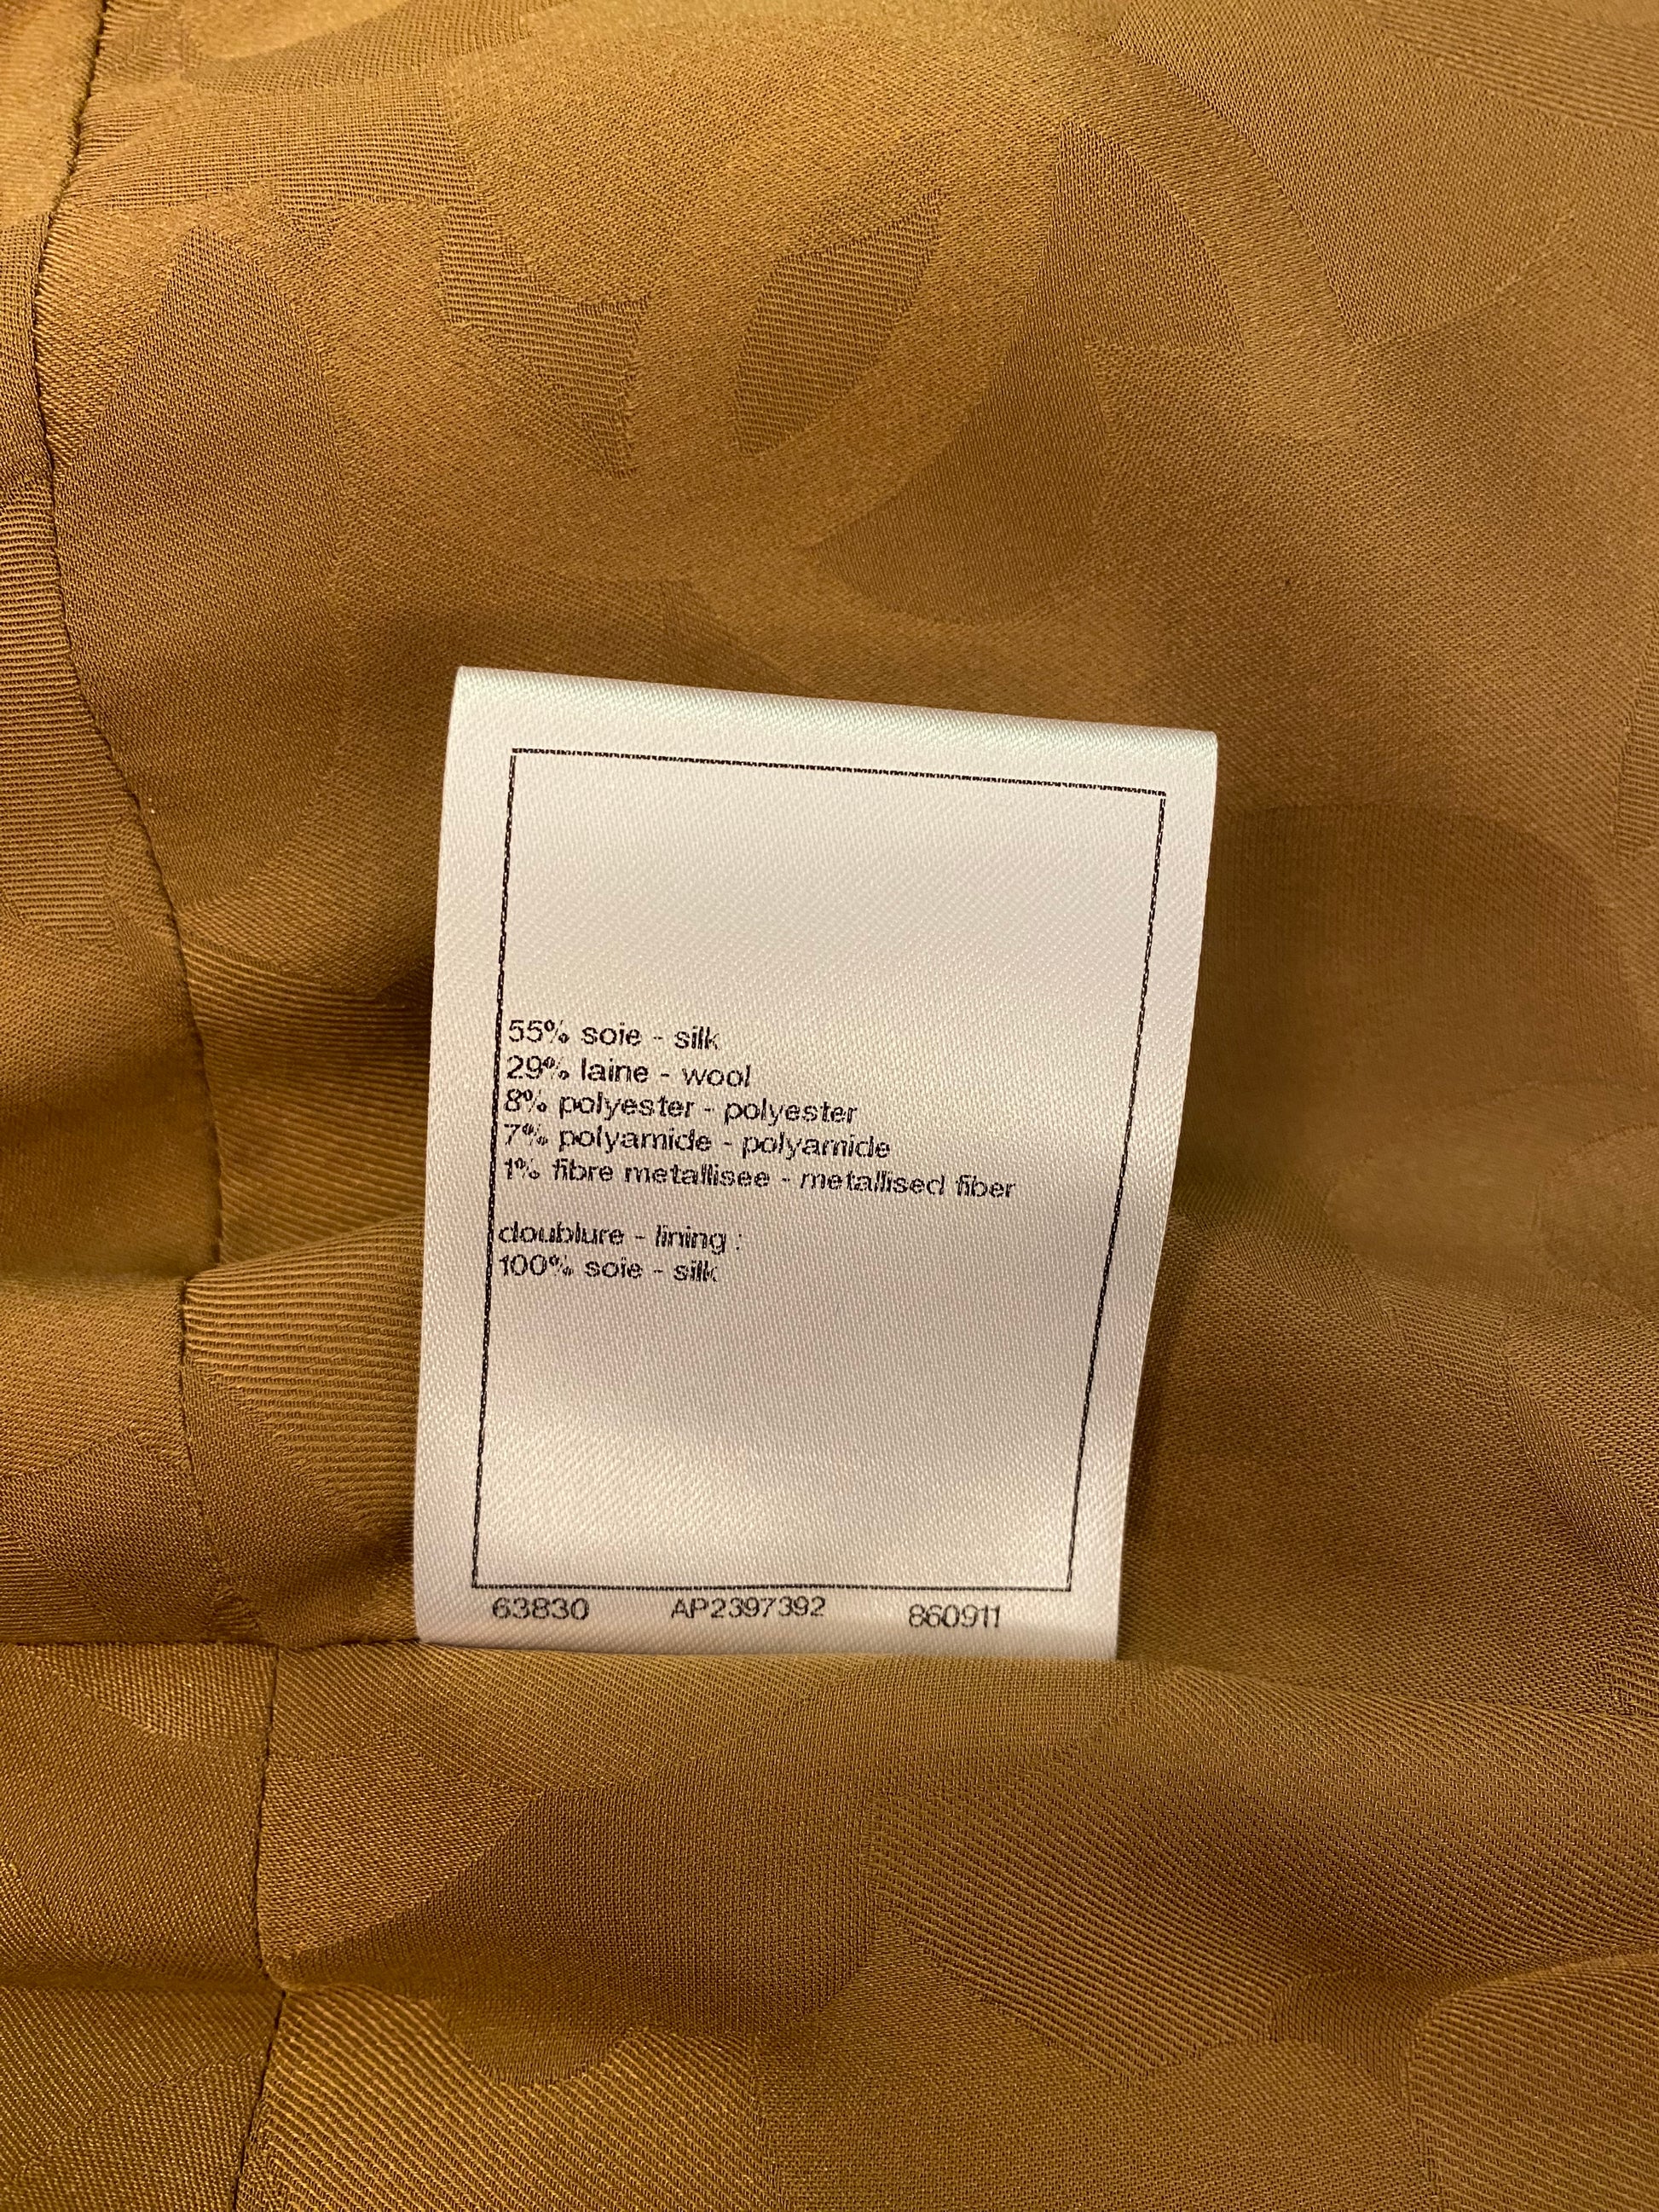 55% soie - silk
29% laine - wool
8% polyester - polyester
7% polyamide - polyamide
1% fibre metallisee - metallised fiber
doublure - lining :
100% soie - silk
63830 AP2397392 860911